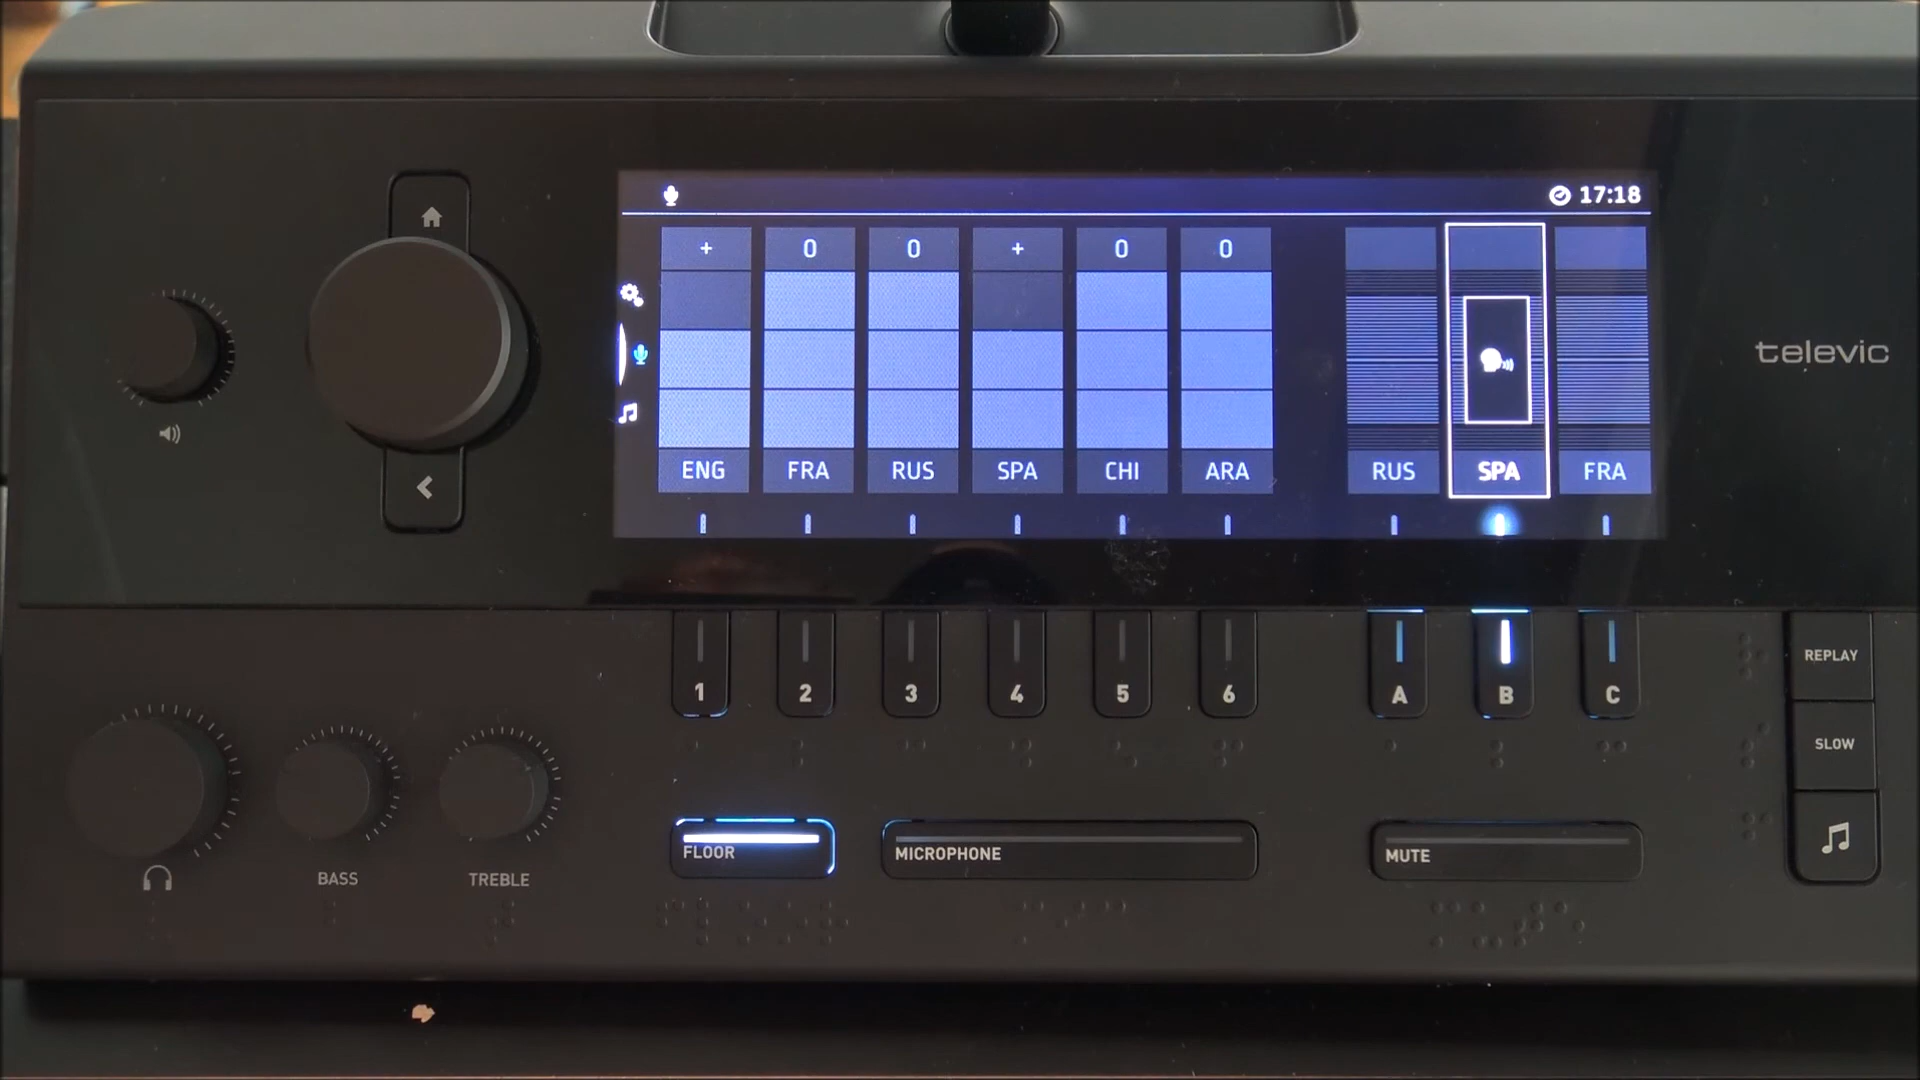 17:18
+ 0 0 + 0 0
televic
ENG FRA RUS SPA CHI ARA RUS SPA FRA
1 2 3 4 5 6 A B C
REPLAY
SLOW
FLOOR MICROPHONE MUTE
BASS TREBLE